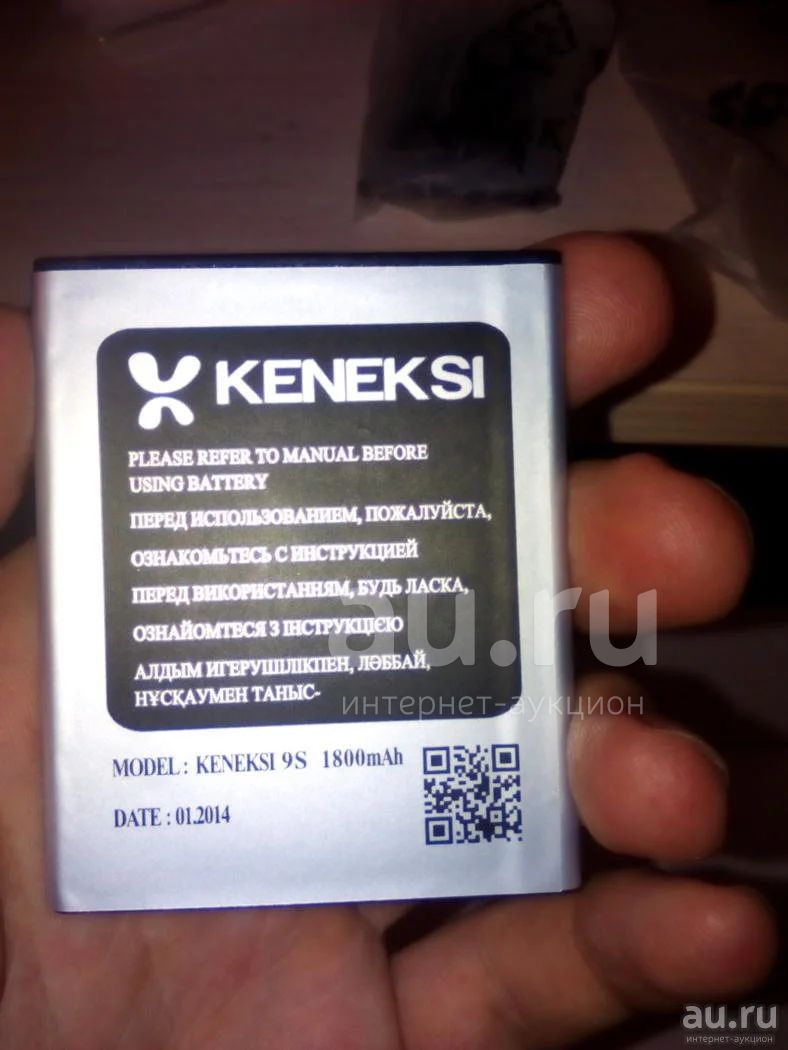 KENEKSI
PLEASE REFER TO MANUAL BEFORE
USING BATTERY
ПЕРЕД ИСПОЛЬЗОВАНИЕМ, ПОЖАЛУЙСТА,
ОЗНАКОМЬТЕСЬ С ИНСТРУКЦИЕЙ
ПЕРЕД ВИКОРИСТАННЯМ, БУДЬ ЛАСКА,
ОЗНАЙОМТЕСЯ З ІНСТРУКЦІЄЮ
АЛДЫМ ИГЕРУШІЛІКПЕН, ЛӘББАЙ,
НҰСҚАУМЕН ТАНЫС-
MODEL : KENEKSI 9S 1800mAh
DATE : 01.2014
au.ru
интернет-аукцион
au.ru
интернет-аукцион